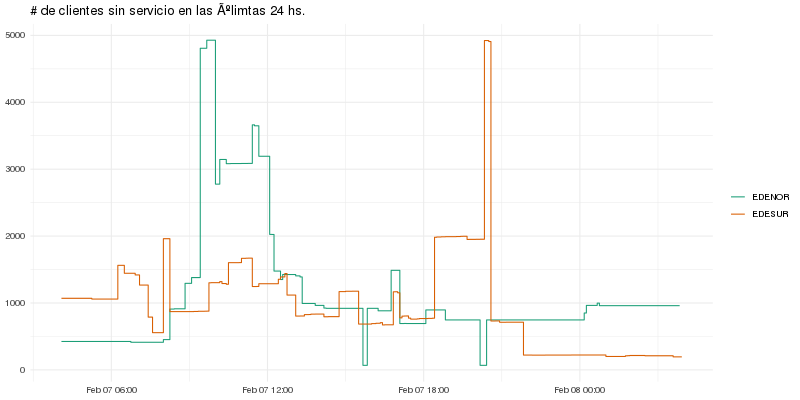 # de clientes sin servicio en las Ãºlimtas 24 hs.
5000
4000
3000
2000
1000
0
Feb 07 06:00
Feb 07 12:00
Feb 07 18:00
Feb 08 00:00
EDENOR
EDESUR